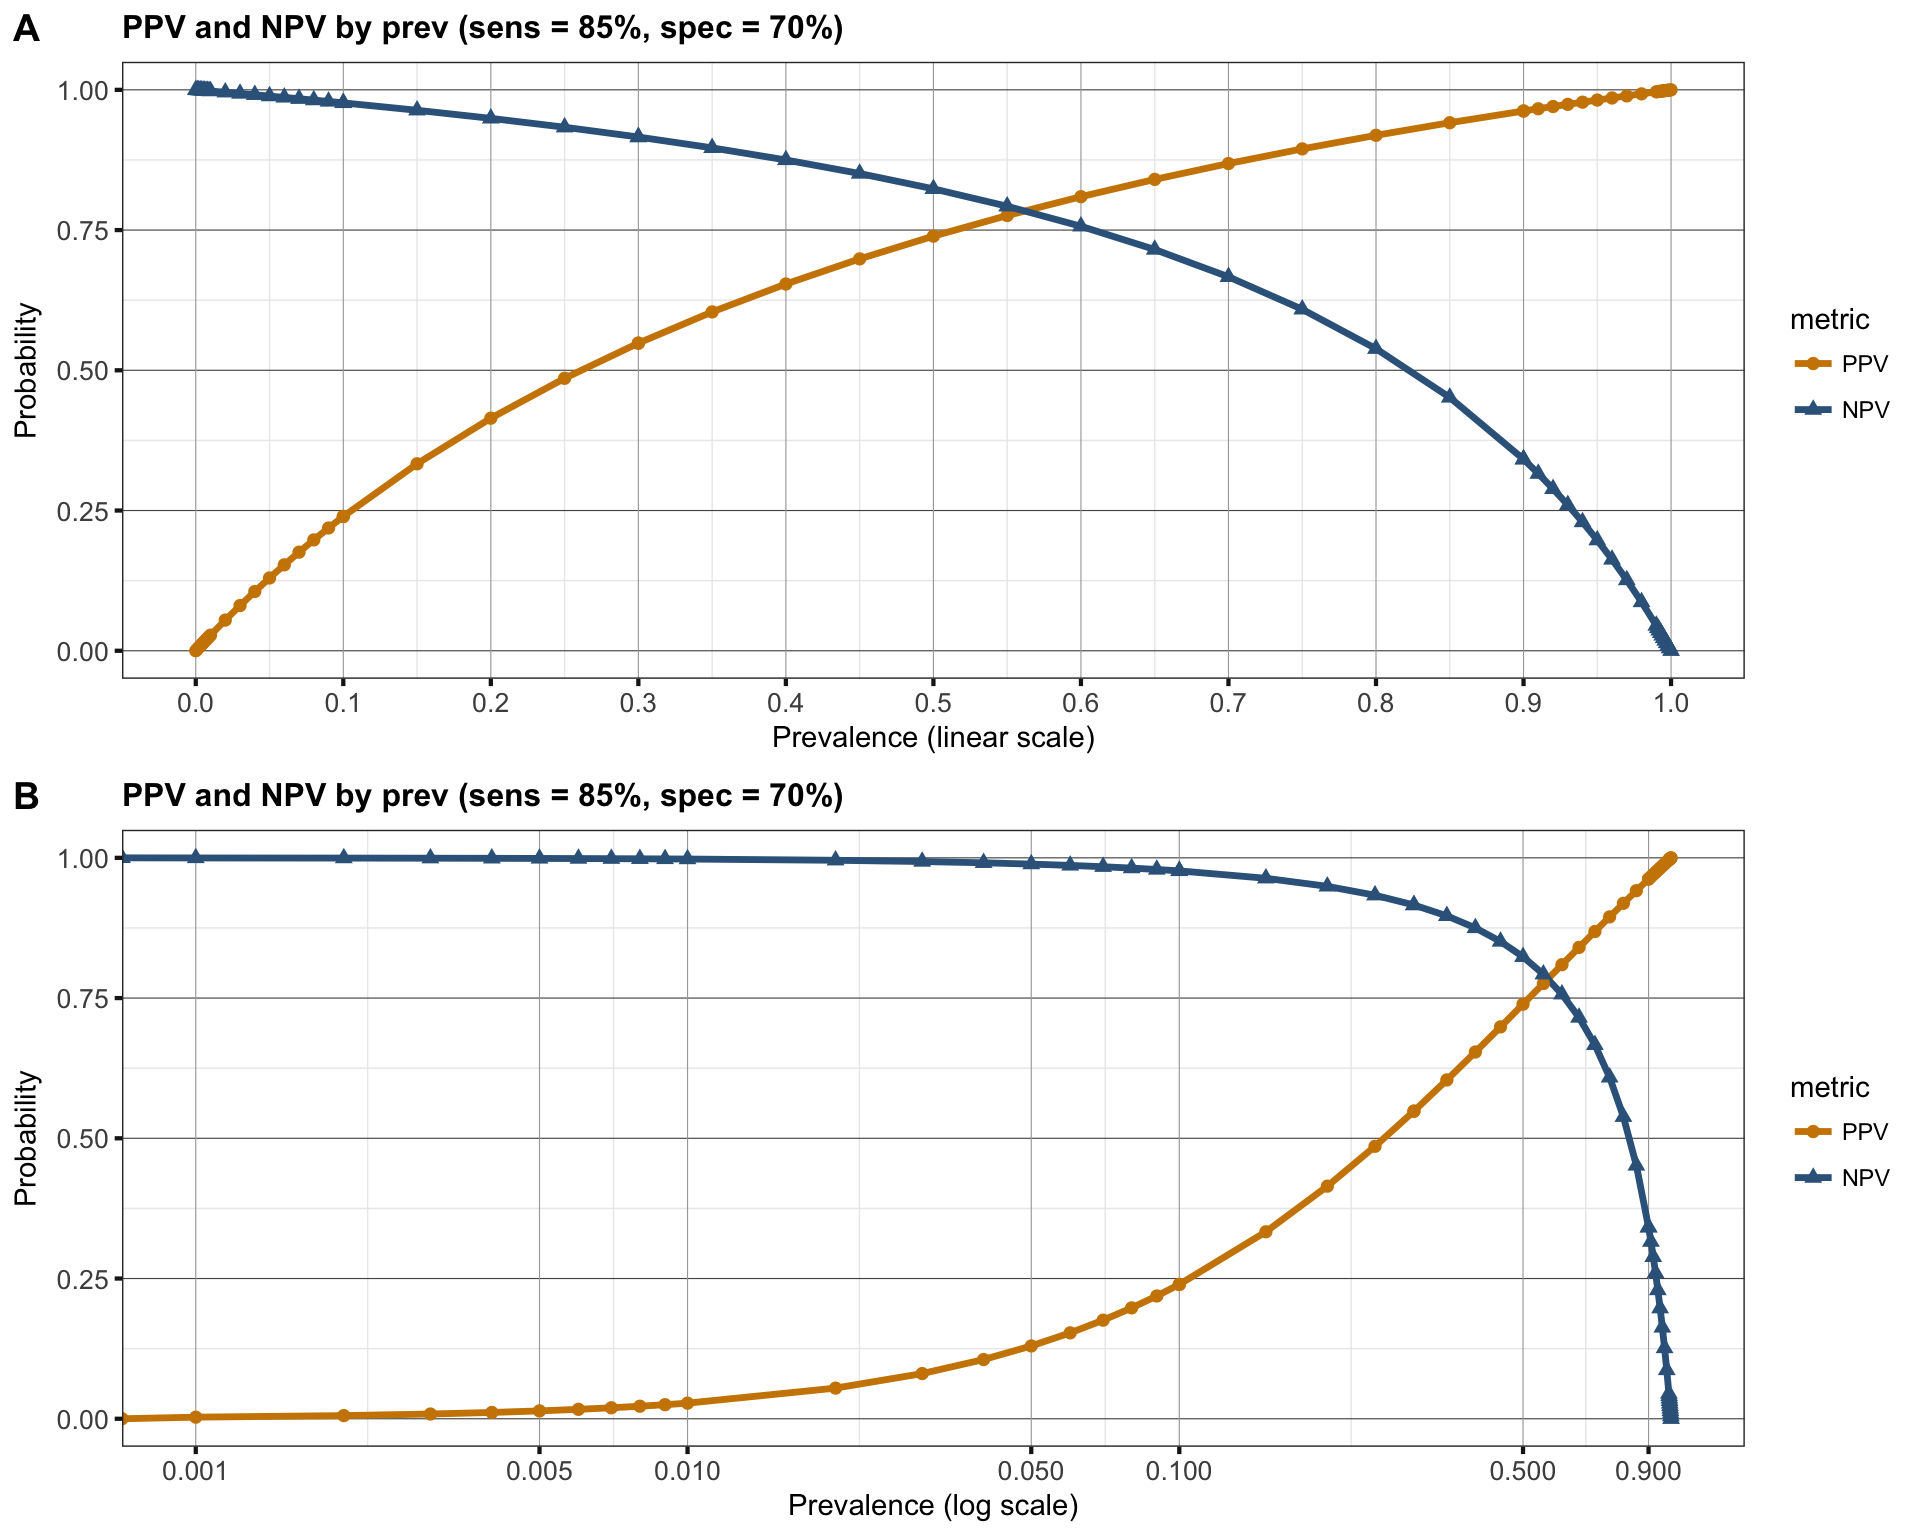 A
PPV and NPV by prev (sens = 85%, spec = 70%)
1.00
0.75
0.50
0.25
0.00
Probability
0.0 0.1 0.2 0.3 0.4 0.5 0.6 0.7 0.8 0.9 1.0
Prevalence (linear scale)
metric
PPV
NPV
B
PPV and NPV by prev (sens = 85%, spec = 70%)
1.00
0.75
0.50
0.25
0.00
Probability
0.001 0.005 0.010 0.050 0.100 0.500 0.900
Prevalence (log scale)
metric
PPV
NPV